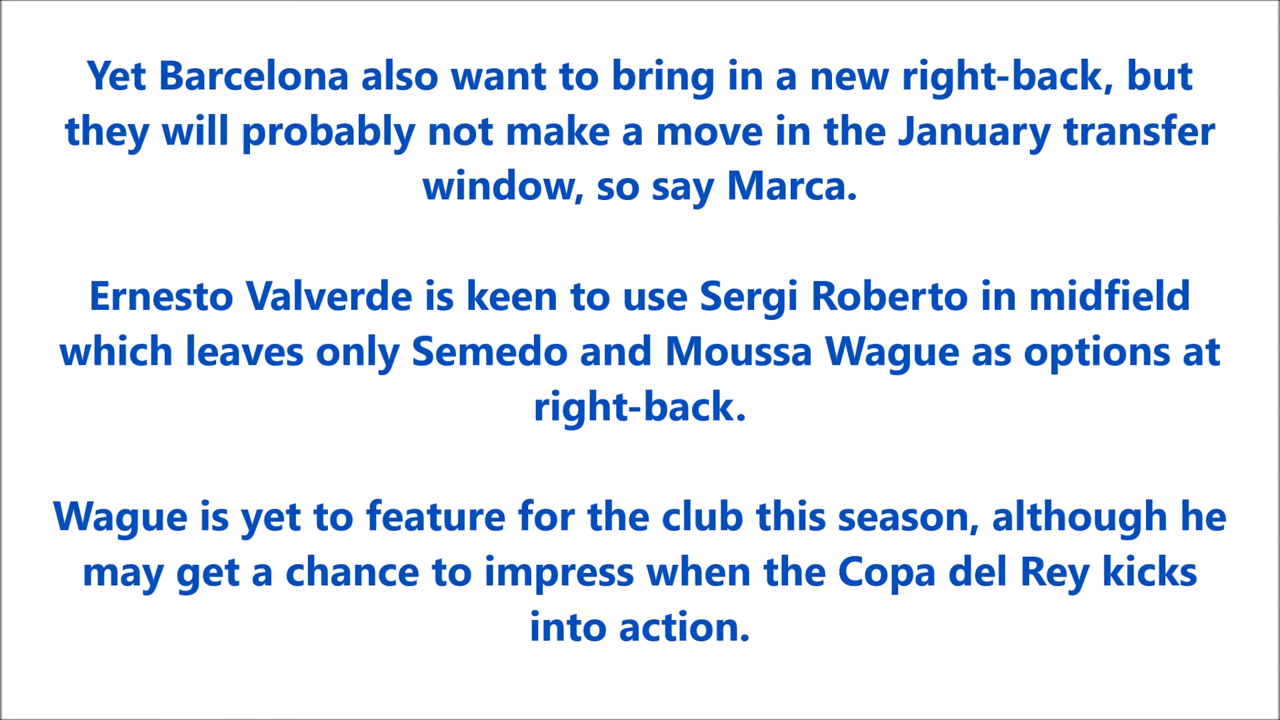 Yet Barcelona also want to bring in a new right-back, but
they will probably not make a move in the January transfer
window, so say Marca.
Ernesto Valverde is keen to use Sergi Roberto in midfield
which leaves only Semedo and Moussa Wague as options at
right-back.
Wague is yet to feature for the club this season, although he
may get a chance to impress when the Copa del Rey kicks
into action.